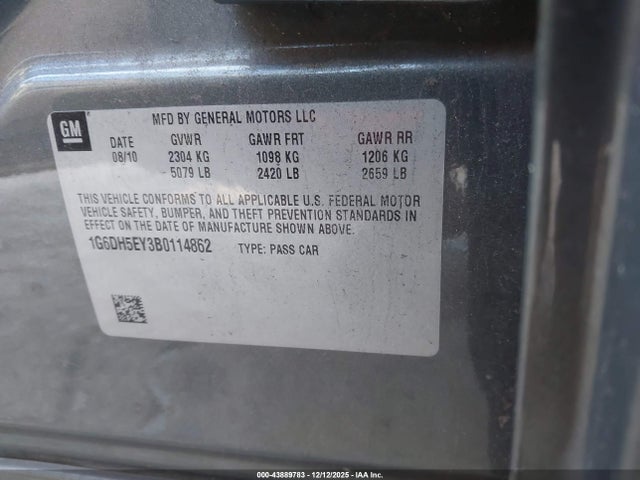 GM
MFD BY GENERAL MOTORS LLC
DATE GVWR GAWR FRT GAWR RR
08/10 2304 KG 1098 KG 1206 KG
5079 LB 2420 LB 2659 LB
THIS VEHICLE CONFORMS TO ALL APPLICABLE U.S. FEDERAL MOTOR
VEHICLE SAFETY, BUMPER, AND THEFT PREVENTION STANDARDS IN
EFFECT ON THE DATE OF MANUFACTURE SHOWN ABOVE.
1G6DH5EY3B0114862 TYPE: PASS CAR
000-43889783 - 12/12/2025 - IAA Inc.